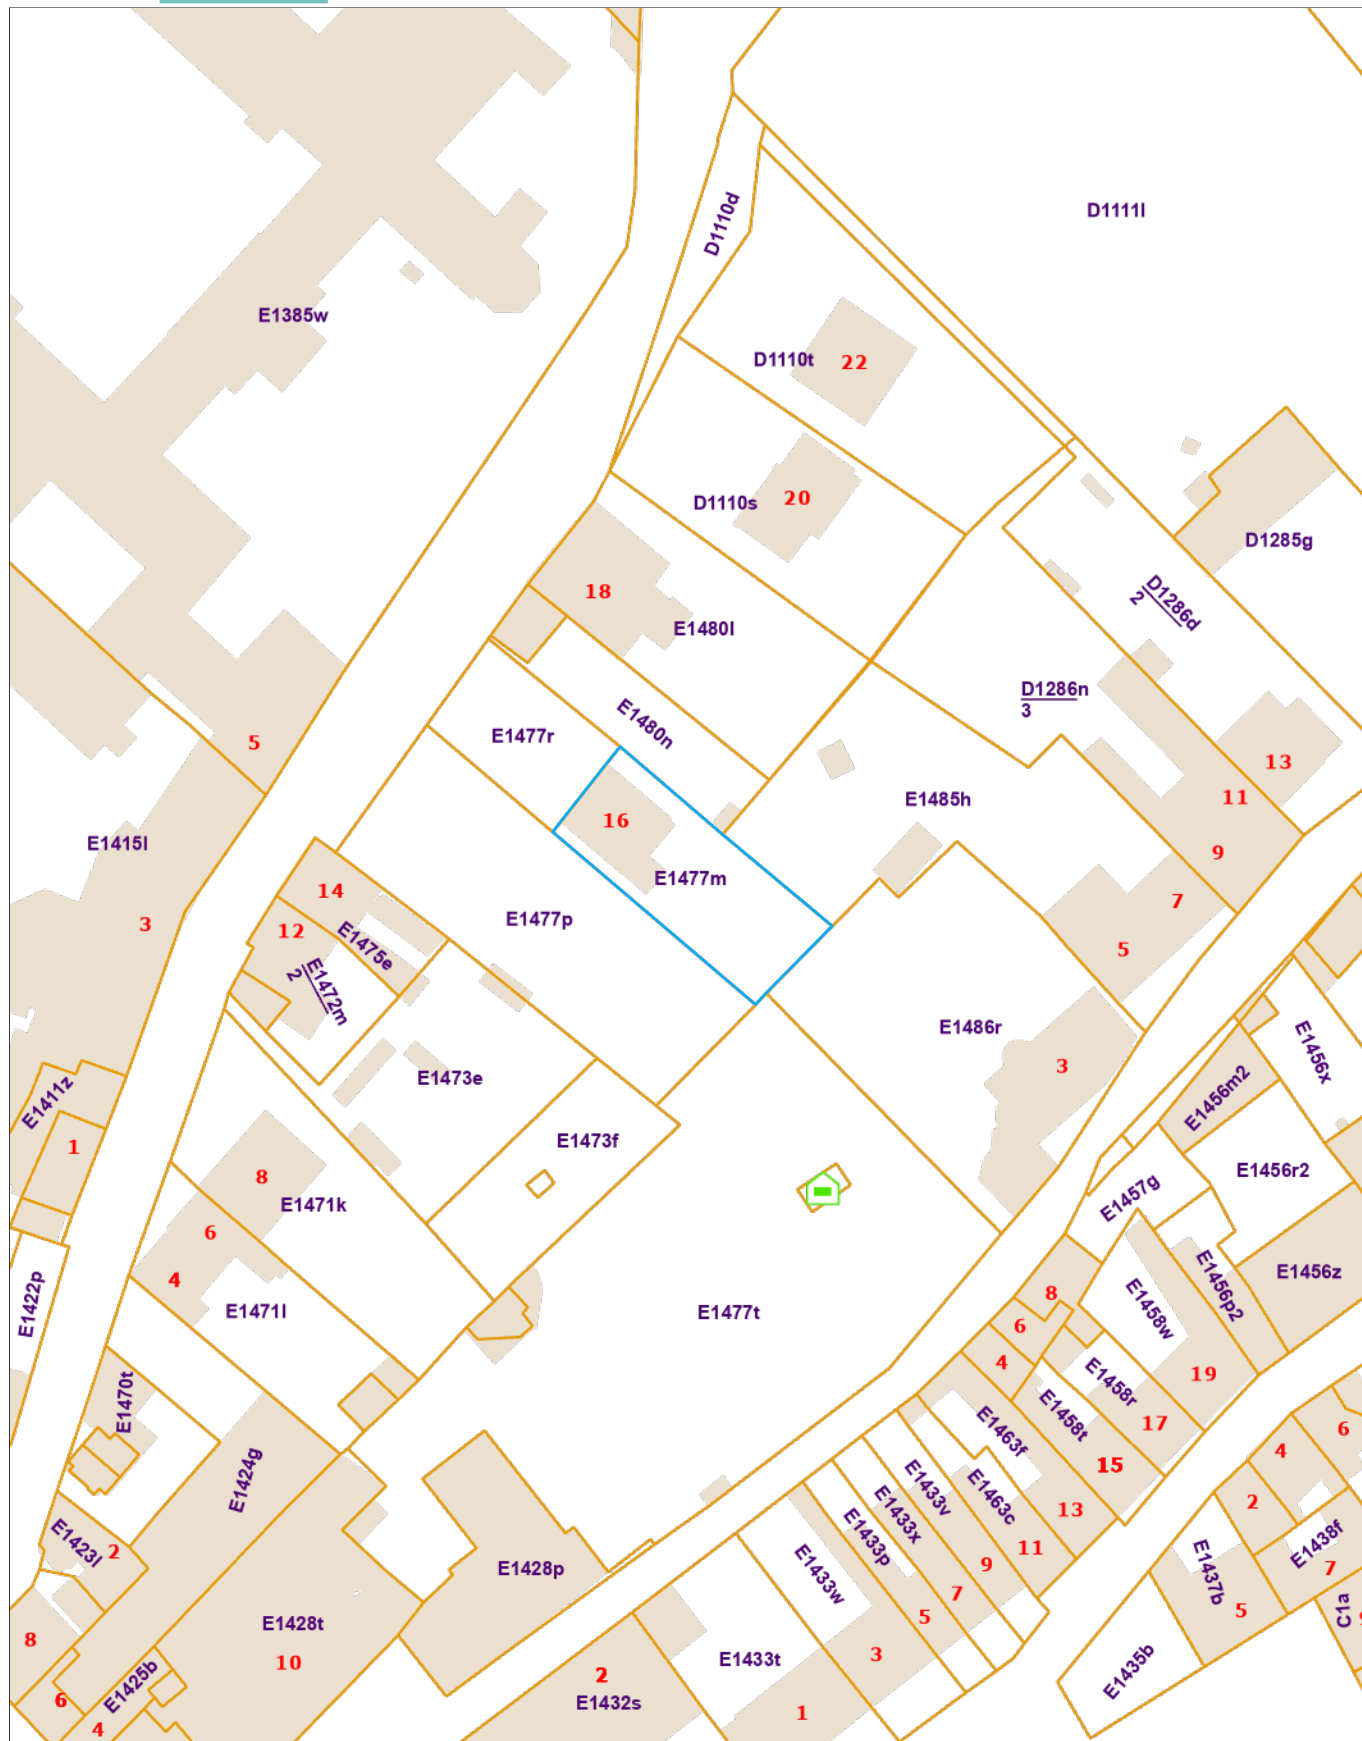 D1110d
D1111l
E1385w
D1110t
22
D1110s
20
D1285g
D1286d
2
18
E1480l
D1286n
3
E1480n
E1477r
5
13
11
E1485h
16
E1415l
9
E1477m
14
7
3
12
E1475e
E1477p
5
E1472m
2
E1486r
E1456x
3
E1473e
E1411z
E1456m2
1
E1473f
8
E1471k
E1456r2
E1457g
6
4
E1422p
E1471l
E1477t
8
6
4
E1456z
E1456p2
E1458w
E1470t
E1458r
19
E1458t
17
E1463f
15
6
4
E1424g
E1433v
E1463c
13
2
E1433x
E1433p
E1423l
2
E1428p
E1433w
11
9
7
E1438f
7
E1437b
5
5
C1a
E1428t
10
8
3
E1433t
E1435b
E1425b
6
4
2
E1432s
1